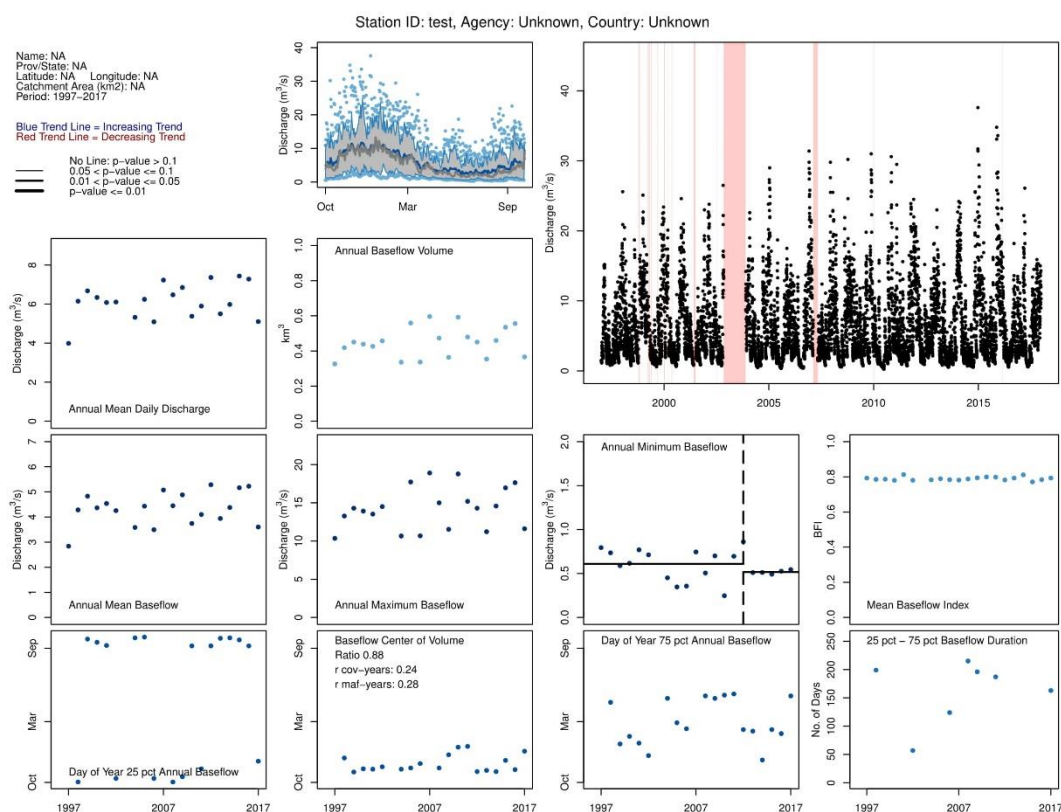 Station ID: test, Agency: Unknown, Country: Unknown
Name: NA
Prov/State: NA
Latitude: NA Longitude: NA
Catchment Area (km2): NA
Period: 1997-2017
Blue Trend Line = Increasing Trend
Red Trend Line = Decreasing Trend
No Line: p-value > 0.1
0.05 < p-value <= 0.1
0.01 < p-value <= 0.05
p-value <= 0.01
Discharge (m³/s)
0 10 20 30 40
Oct Mar Sep
Discharge (m³/s)
0 10 20 30 40
2000 2005 2010 2015
Discharge (m³/s)
0 2 4 6 8
Annual Mean Daily Discharge
km³
0.0 0.2 0.4 0.6 0.8 1.0
Annual Baseflow Volume
Discharge (m³/s)
0 1 2 3 4 5 6 7
Annual Mean Baseflow
Discharge (m³/s)
0 5 10 15 20
Annual Maximum Baseflow
Discharge (m³/s)
0.0 0.5 1.0 1.5 2.0
Annual Minimum Baseflow
BFI
0.0 0.2 0.4 0.6 0.8 1.0
Mean Baseflow Index
Oct Mar Sep
Day of Year 25 pct Annual Baseflow
1997 2007 2017
Oct Mar Sep
Baseflow Center of Volume
Ratio 0.88
r cov-years: 0.24
r maf-years: 0.28
1997 2007 2017
Oct Mar Sep
Day of Year 75 pct Annual Baseflow
1997 2007 2017
No. of Days
0 50 100 150 200 250
25 pct - 75 pct Baseflow Duration
1997 2007 2017